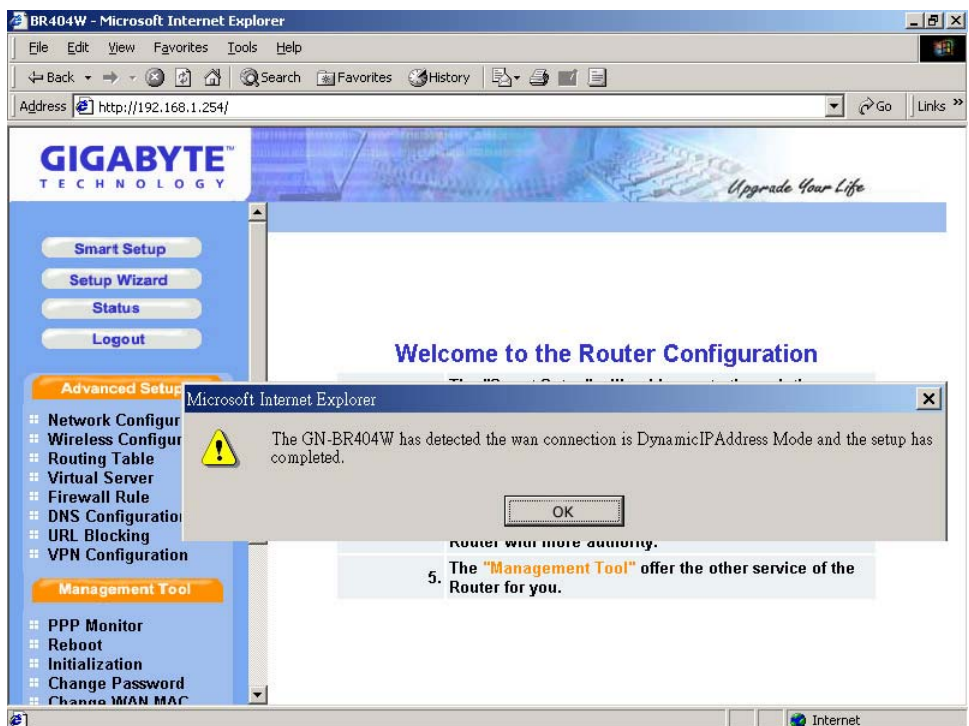 BR404W - Microsoft Internet Explorer
File Edit View Favorites Tools Help
Back Search Favorites History
Address http://192.168.1.254/ Go Links »
GIGABYTE™
TECHNOLOGY
Upgrade Your Life
Smart Setup
Setup Wizard
Status
Logout
Welcome to the Router Configuration
Advanced Setup
Microsoft Internet Explorer
The GN-BR404W has detected the wan connection is DynamicIPAddress Mode and the setup has
completed.
OK
Network Configur
Wireless Configur
Routing Table
Virtual Server
Firewall Rule
DNS Configuration
URL Blocking
VPN Configuration
Router with more authority.
5. The "Management Tool" offer the other service of the
Router for you.
Management Tool
PPP Monitor
Reboot
Initialization
Change Password
Change WAN MAC
Internet